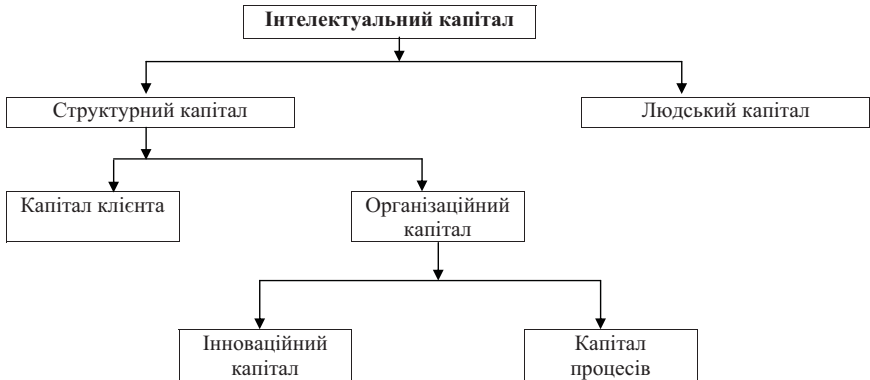 Інтелектуальний капітал
Структурний капітал
Людський капітал
Капітал клієнта
Організаційний
капітал
Інноваційний
капітал
Капітал
процесів